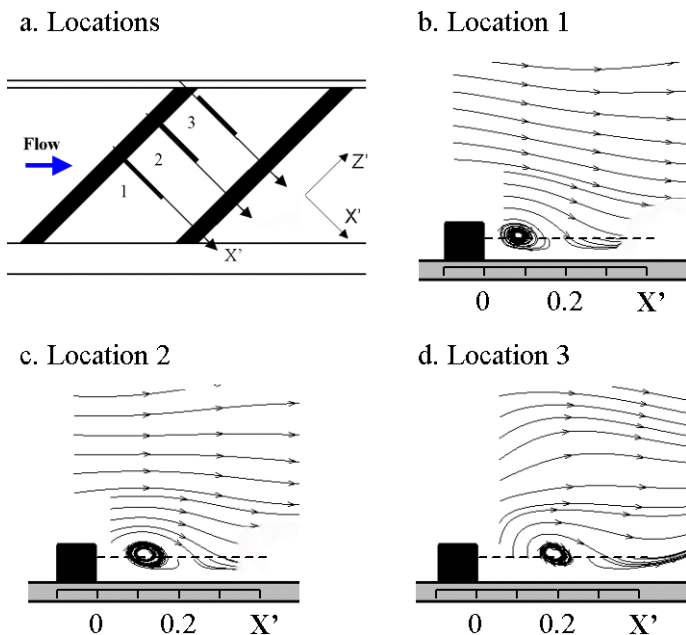 a. Locations
Flow
1
2
3
Z'
X'
X'
b. Location 1
0 0.2 X'
c. Location 2
0 0.2 X'
d. Location 3
0 0.2 X'